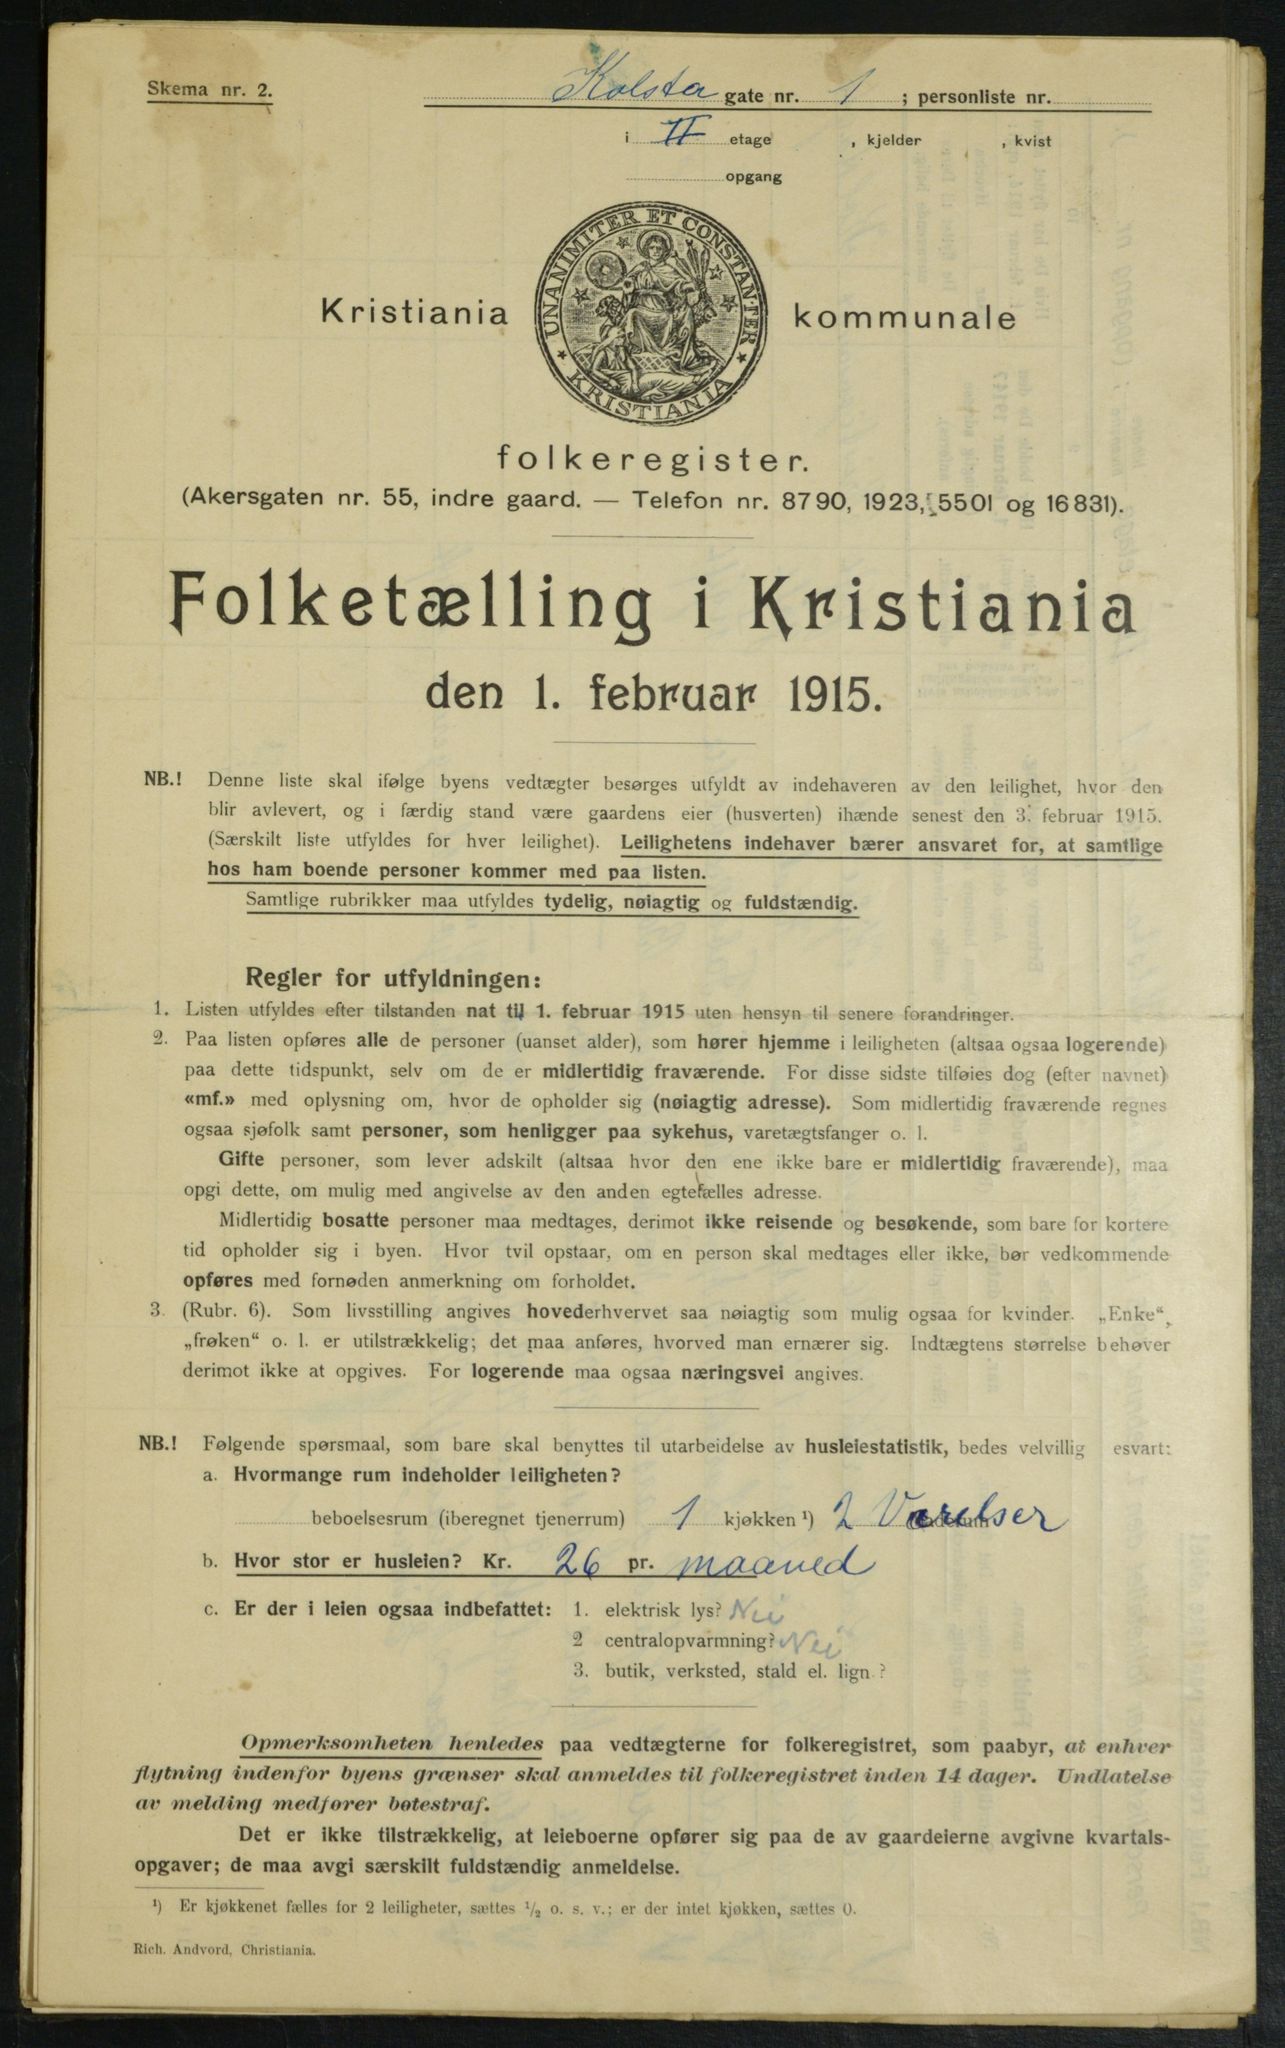 Skema nr. 2.
Kolsta gate nr. 1 ; personliste nr.
i II etage , kjelder , kvist
opgang
UNANIMITER ET CONSTANTER
KRISTIANIA
Kristiania kommunale
folkeregister.
(Akersgaten nr. 55, indre gaard. — Telefon nr. 8790, 1923, 5501 og 16831).
Folketælling i Kristiania
den 1. februar 1915.
NB.! Denne liste skal ifølge byens vedtægter besørges utfyldt av indehaveren av den leilighet, hvor den
blir avlevert, og i færdig stand være gaardens eier (husverten) ihænde senest den 3. februar 1915.
(Særskilt liste utfyldes for hver leilighet). Leilighetens indehaver bærer ansvaret for, at samtlige
hos ham boende personer kommer med paa listen.
Samtlige rubrikker maa utfyldes tydelig, nøiagtig og fuldstændig.
Regler for utfyldningen:
1. Listen utfyldes efter tilstanden nat til 1. februar 1915 uten hensyn til senere forandringer.
2. Paa listen opføres alle de personer (uanset alder), som hører hjemme i leiligheten (altsaa ogsaa logerende)
paa dette tidspunkt, selv om de er midlertidig fraværende. For disse sidste tilføies dog (efter navnet)
«mf.» med oplysning om, hvor de opholder sig (nøiagtig adresse). Som midlertidig fraværende regnes
ogsaa sjøfolk samt personer, som henligger paa sykehus, varetægtsfanger o. l.
Gifte personer, som lever adskilt (altsaa hvor den ene ikke bare er midlertidig fraværende), maa
opgi dette, om mulig med angivelse av den anden egtefælles adresse.
Midlertidig bosatte personer maa medtages, derimot ikke reisende og besøkende, som bare for kortere
tid opholder sig i byen. Hvor tvil opstaar, om en person skal medtages eller ikke, bør vedkommende
opføres med fornøden anmerkning om forholdet.
3. (Rubr. 6). Som livsstilling angives hovederhvervet saa nøiagtig som mulig ogsaa for kvinder. „Enke“,
„frøken“ o. l. er utilstrækkelig; det maa anføres, hvorved man ernærer sig. Indtægtens størrelse behøver
derimot ikke at opgives. For logerende maa ogsaa næringsvei angives.
NB.! Følgende spørsmaal, som bare skal benyttes til utarbeidelse av husleiestatistik, bedes velvillig esvart:
a. Hvormange rum indeholder leiligheten?
beboelsesrum (iberegnet tjenerrum) 1 kjøkken ¹) 2 Værelser
b. Hvor stor er husleien? Kr. 26 pr. maaned
c. Er der i leien ogsaa indbefattet: 1. elektrisk lys? Nei
2 centralopvarmning? Nei
3. butik, verksted, stald el. lign.?
Opmerksomheten henledes paa vedtægterne for folkeregistret, som paabyr, at enhver
flytning indenfor byens grænser skal anmeldes til folkeregistret inden 14 dager. Undlatelse
av melding medfører bøtestraf.
Det er ikke tilstrækkelig, at leieboerne opfører sig paa de av gaardeierne avgivne kvartals-
opgaver; de maa avgi særskilt fuldstændig anmeldelse.
¹) Er kjøkkenet fælles for 2 leiligheter, sættes ½ o. s. v.; er der intet kjøkken, sættes 0.
Rich. Andvord, Christiania.